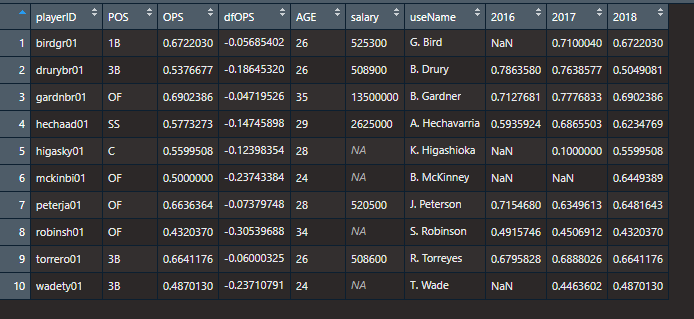 playerID POS OPS dfOPS AGE salary useName 2016 2017 2018
1 birdgr01 1B 0.6722030 -0.05685402 26 525300 G. Bird NaN 0.7100040 0.6722030
2 drurybr01 3B 0.5376677 -0.18645320 26 508900 B. Drury 0.7863580 0.7638577 0.5049081
3 gardnbr01 OF 0.6902386 -0.04719526 35 13500000 B. Gardner 0.7127681 0.7776833 0.6902386
4 hechaad01 SS 0.5773273 -0.14745898 29 2625000 A. Hechavarria 0.5935924 0.6865503 0.6234769
5 higasky01 C 0.5599508 -0.12398354 28 NA K. Higashioka NaN 0.1000000 0.5599508
6 mckinbi01 OF 0.5000000 -0.23743384 24 NA B. McKinney NaN NaN 0.6449389
7 peterja01 OF 0.6636364 -0.07379748 28 520500 J. Peterson 0.7154680 0.6349613 0.6481643
8 robinsh01 OF 0.4320370 -0.30539688 34 NA S. Robinson 0.4915746 0.4506912 0.4320370
9 torrero01 3B 0.6641176 -0.06000325 26 508600 R. Torreyes 0.6795828 0.6888026 0.6641176
10 wadety01 3B 0.4870130 -0.23710791 24 NA T. Wade NaN 0.4463602 0.4870130